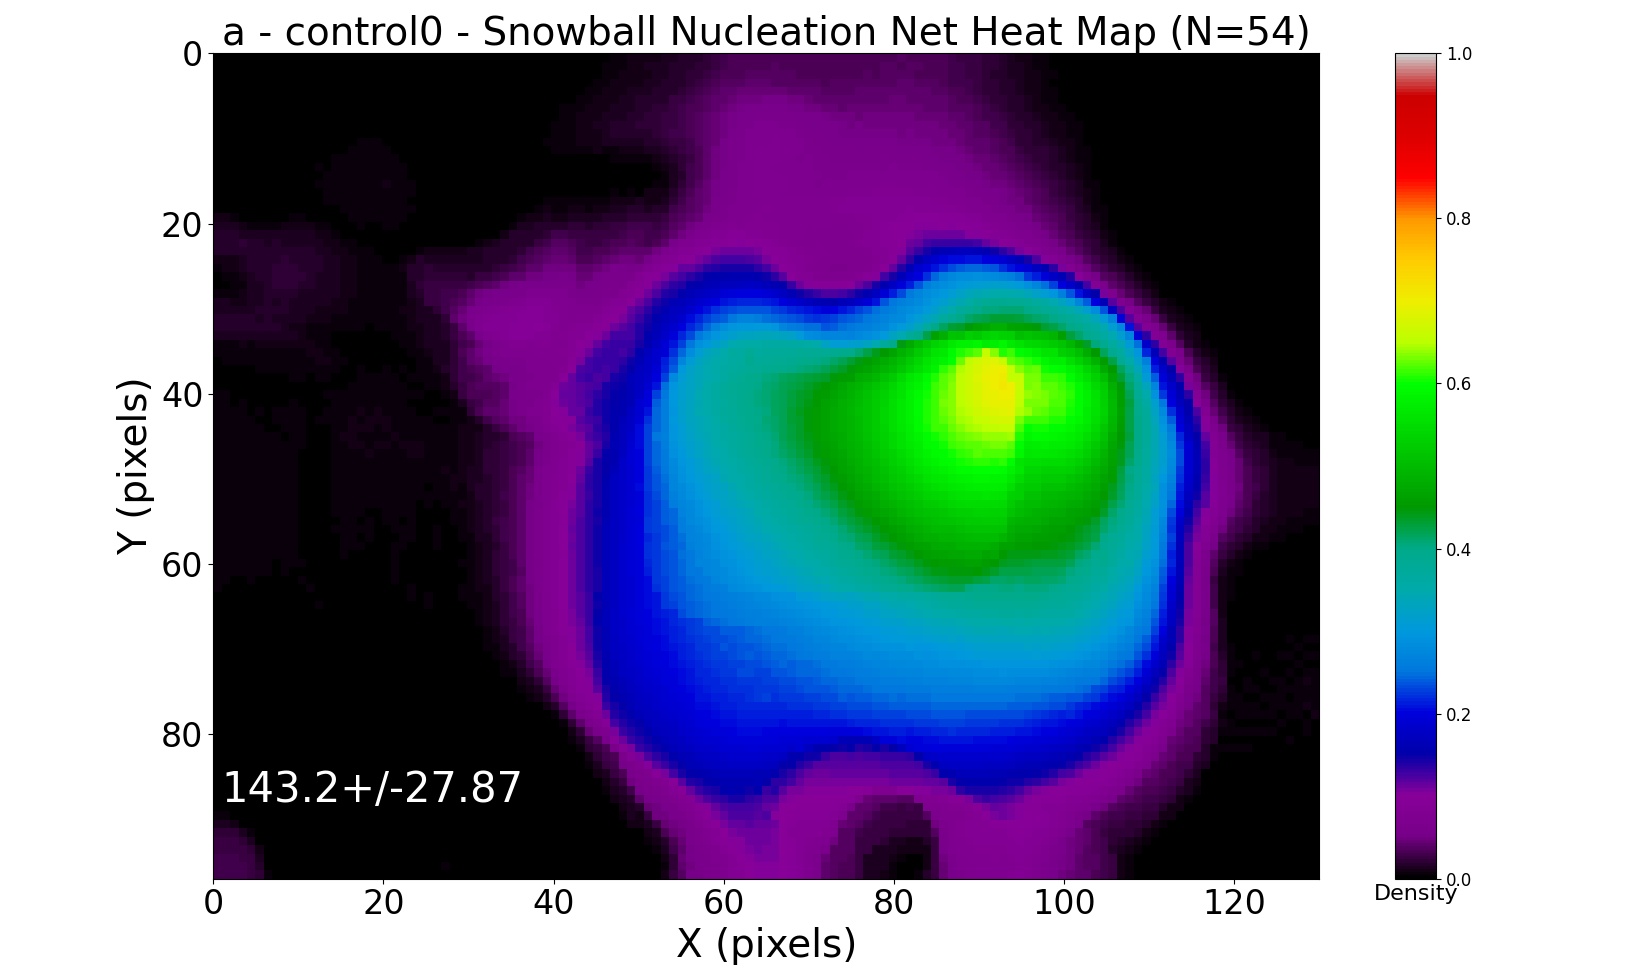 a - control0 - Snowball Nucleation Net Heat Map (N=54)
0
20
40
60
80
Y (pixels)
143.2+/-27.87
0 20 40 60 80 100 120
X (pixels)
1.0
0.8
0.6
0.4
0.2
0.0
Density